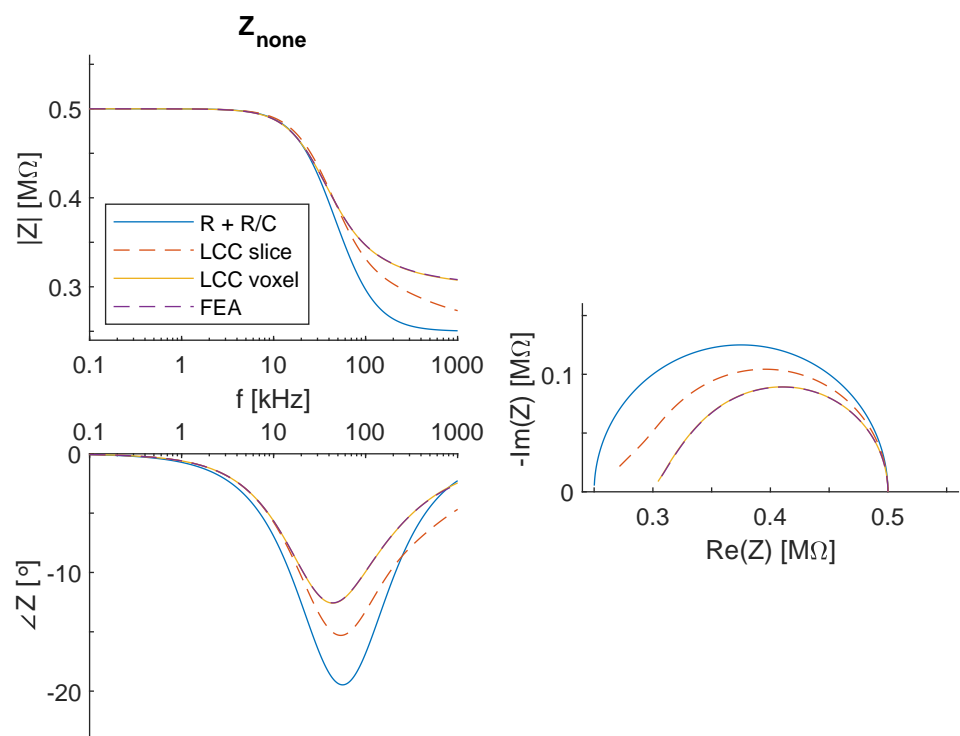 Z_none
|Z| [MΩ]
0.5
0.4
0.3
R + R/C
LCC slice
LCC voxel
FEA
0.1 1 10 100 1000
f [kHz]
0.1 1 10 100 1000
∠Z [º]
0
-10
-20
-Im(Z) [MΩ]
0.1
0
0.3 0.4 0.5
Re(Z) [MΩ]